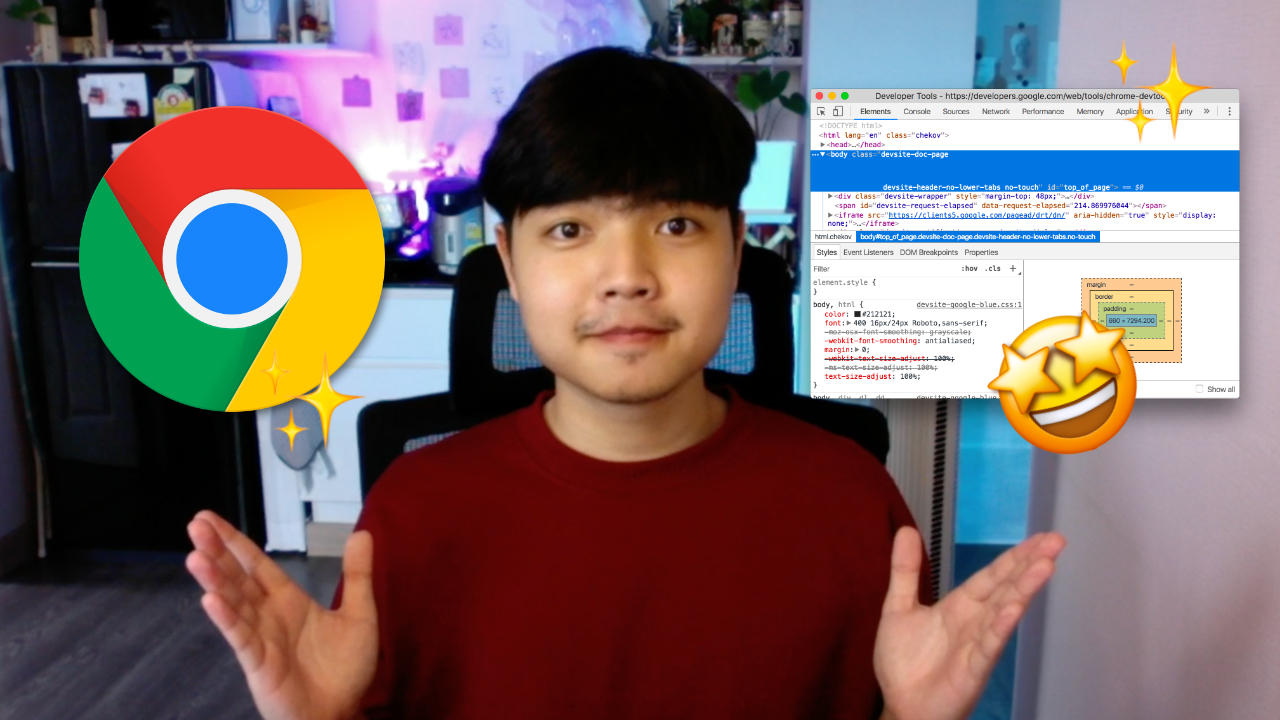 Developer Tools - https://developers.google.com/web/tools/chrome-devtoo
Elements Console Sources Network Performance Memory Application Security »
<!DOCTYPE html>
<html lang="en" class="chekov">
▶<head>…</head>
•••▼<body class="devsite-doc-page
devsite-header-no-lower-tabs no-touch" id="top_of_page"> == $0
▶<div class="devsite-wrapper" style="margin-top: 48px;">…</div>
<span id="devsite-request-elapsed" data-request-elapsed="214.869976044"></span>
▶<iframe src="https://clients5.google.com/pagead/drt/dn/" aria-hidden="true" style="display:
none;">…</iframe>
html.chekov body#top_of_page.devsite-doc-page.devsite-header-no-lower-tabs.no-touch
Styles Event Listeners DOM Breakpoints Properties
Filter :hov .cls +
element.style {
}
body, html { devsite-google-blue.css:1
color: #212121;
font:▶ 400 16px/24px Roboto,sans-serif;
-moz-osx-font-smoothing: grayscale;
-webkit-font-smoothing: antialiased;
margin:▶ 0;
-webkit-text-size-adjust: 100%;
-ms-text-size-adjust: 100%;
text-size-adjust: 100%;
}
body, div, dl, dd, devsite-google-blue
margin –
border –
padding –
880 × 7294.200
Show all